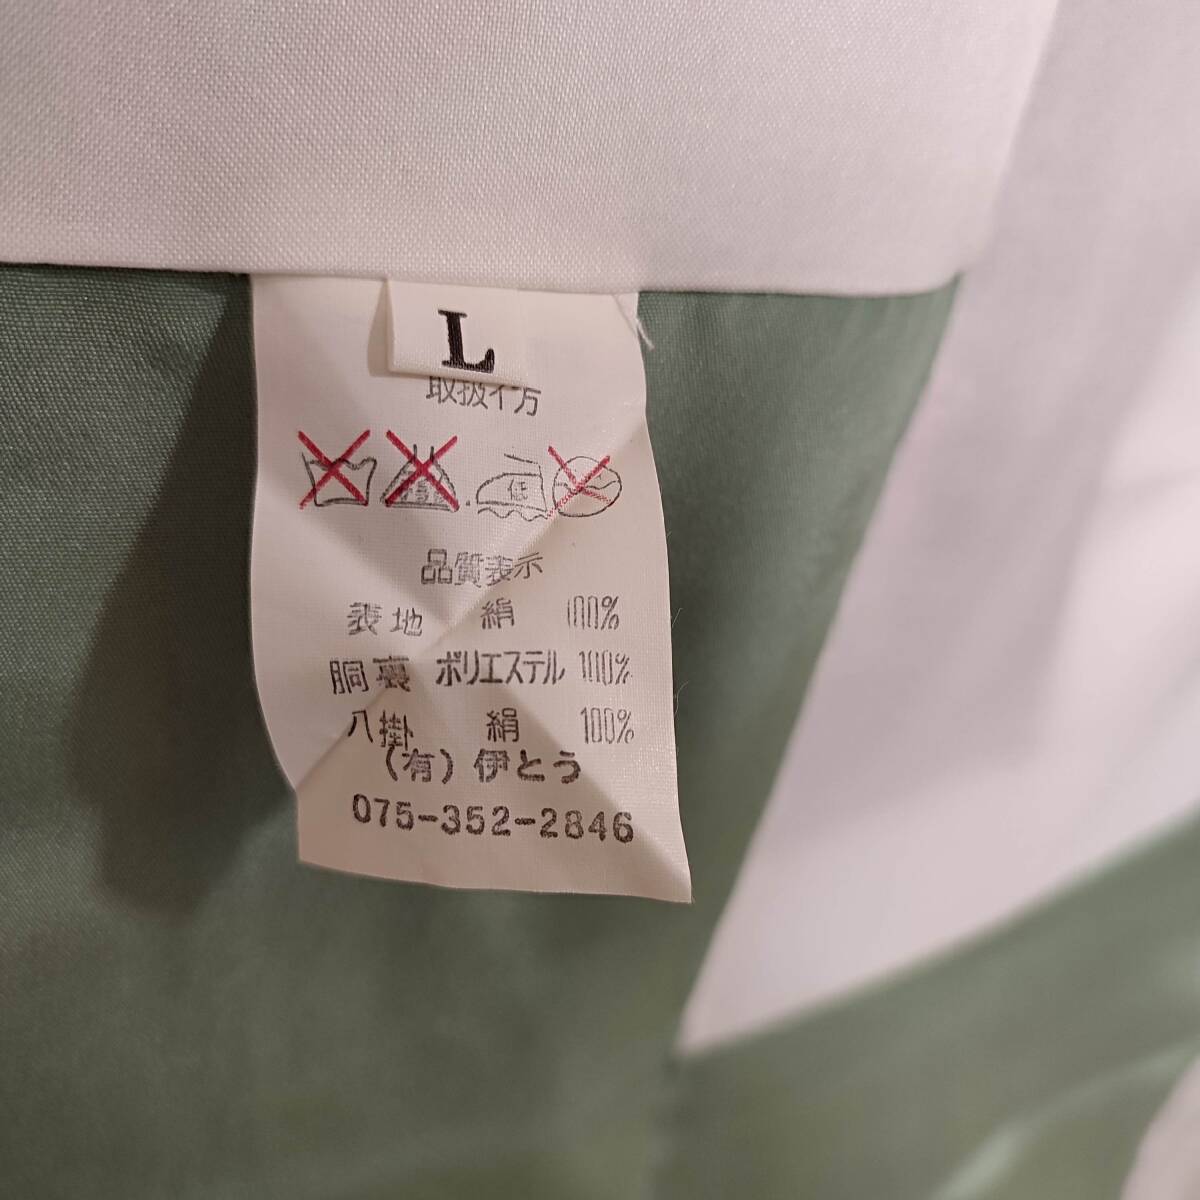 L
取扱い方
低
品質表示
表地 絹 100%
胴裏 ポリエステル 100%
八掛 絹 100%
(有) 伊とう
075-352-2846